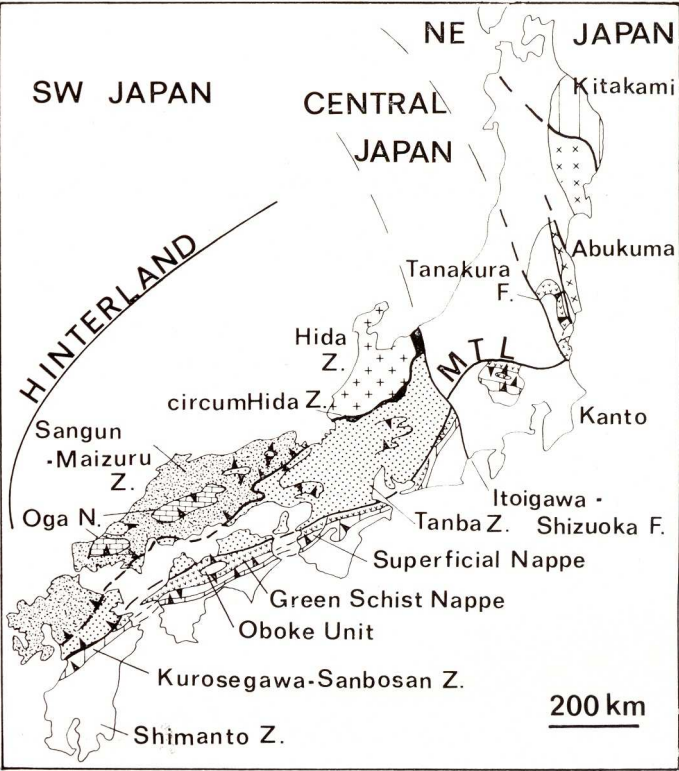 NE JAPAN
Kitakami
SW JAPAN
CENTRAL
JAPAN
HINTERLAND
Abukuma
Tanakura
F.
Hida
Z.
MTL
circumHida Z.
Kanto
Sangun
-Maizuru
Z.
Oga N.
Itoigawa -
Shizuoka F.
Tanba Z.
Superficial Nappe
Green Schist Nappe
Oboke Unit
Kurosegawa-Sanbosan Z.
200 km
Shimanto Z.